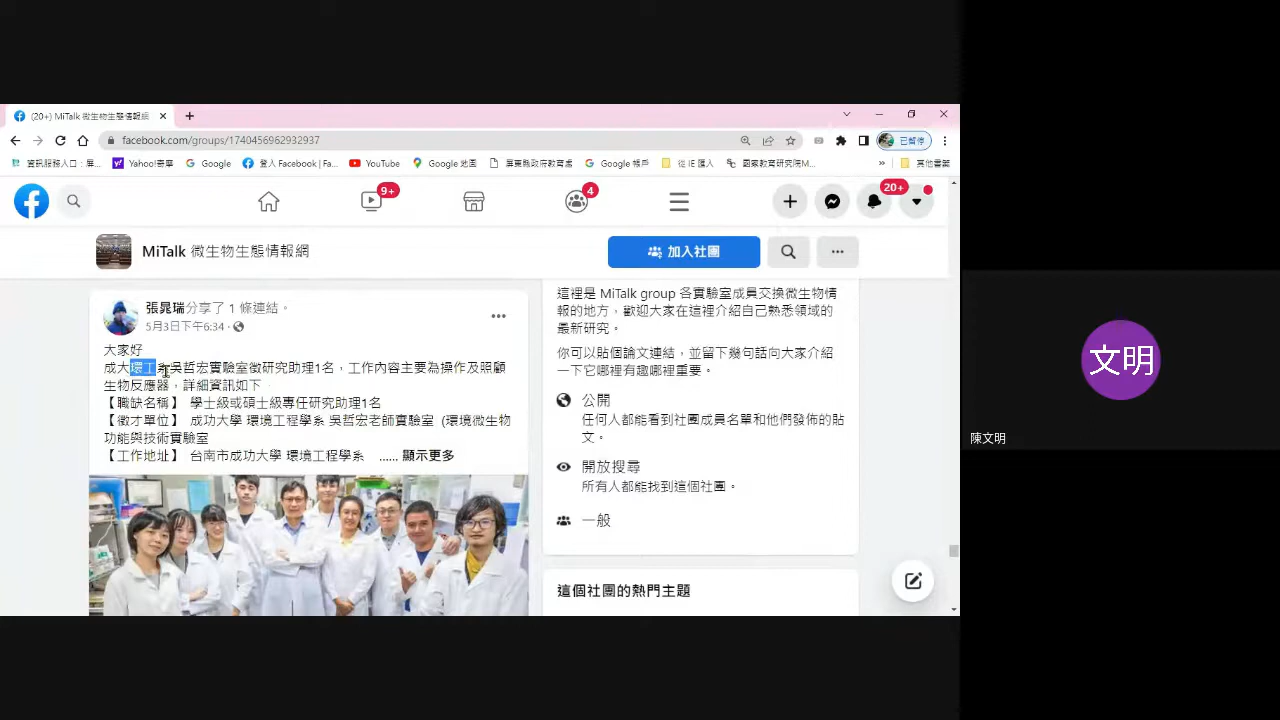 (20+) MiTalk 微生物生態情報網
facebook.com/groups/1740456962932937
已暫停
資訊服務入口：屏...
Yahoo!奇摩
Google
登入 Facebook | Fa...
YouTube
Google 地圖
屏東縣政府教育處
Google 帳戶
從 IE 匯入
國家教育研究院M...
»
其他書籤
9+
4
20+
MiTalk 微生物生態情報網
加入社團
張晁瑞分享了 1 條連結。
5月3日下午6:34 ·
大家好
成大環工系吳哲宏實驗室徵研究助理1名，工作內容主要為操作及照顧
生物反應器，詳細資訊如下
【職缺名稱】 學士級或碩士級專任研究助理1名
【徵才單位】 成功大學 環境工程學系 吳哲宏老師實驗室 (環境微生物
功能與技術實驗室
【工作地址】 台南市成功大學 環境工程學系 ...... 顯示更多
這裡是 MiTalk group 各實驗室成員交換微生物情
報的地方，歡迎大家在這裡介紹自己熟悉領域的
最新研究。
你可以貼個論文連結，並留下幾句話向大家介紹
一下它哪裡有趣哪裡重要。
公開
任何人都能看到社團成員名單和他們發佈的貼
文。
開放搜尋
所有人都能找到這個社團。
一般
這個社團的熱門主題
文明
陳文明